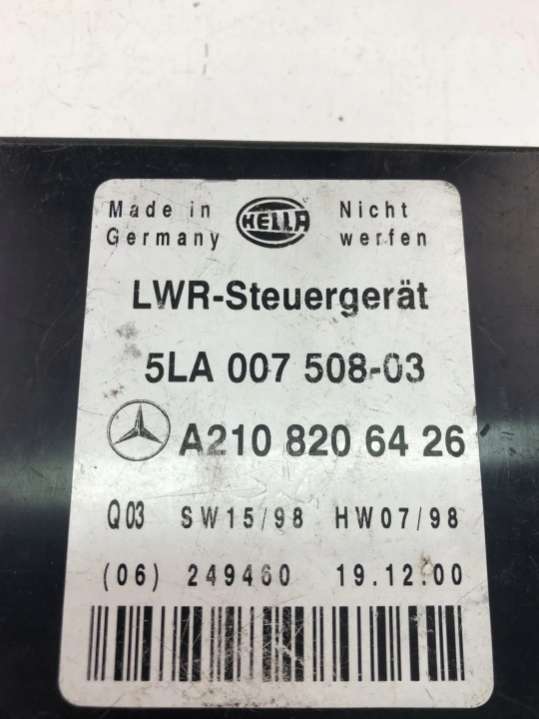 Made in HELLA Nicht
Germany werfen
LWR-Steuergerät
5LA 007 508-03
A210 820 64 26
Q03 SW15/98 HW07/98
(06) 249460 19.12.00